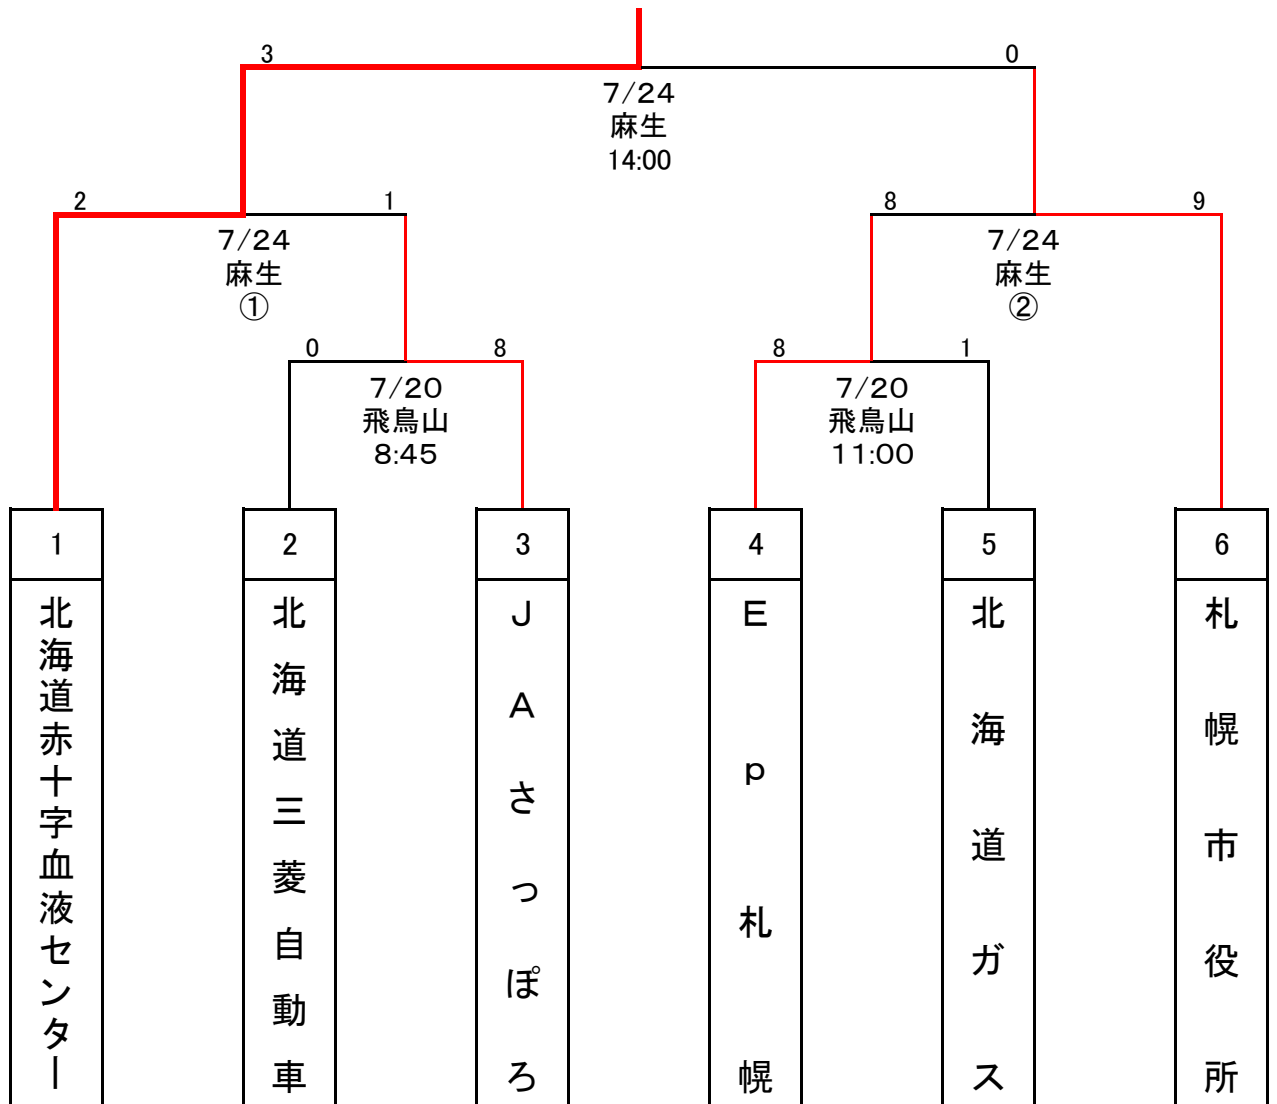 3
0
7/24
麻生
14:00
2
1
8
9
7/24
麻生
①
7/24
麻生
②
0
8
8
1
7/20
飛鳥山
8:45
7/20
飛鳥山
11:00
1
2
3
4
5
6
北海道赤十字血液センター
北海道三菱自動車
JAさっぽろ
Ep札幌
北海道ガス
札幌市役所